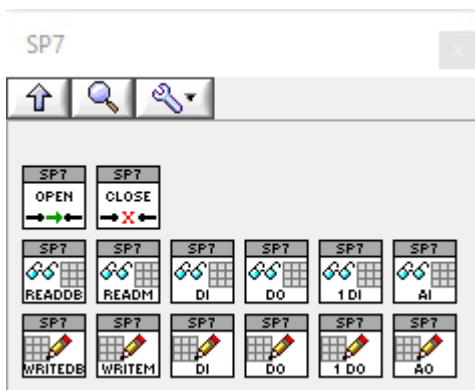 SP7
x
SP7 SP7
OPEN CLOSE
X
SP7 SP7 SP7 SP7 SP7 SP7
READDB READM DI DO 1 DI AI
SP7 SP7 SP7 SP7 SP7 SP7
WRITEDB WRITEM DI DO 1 DO AO